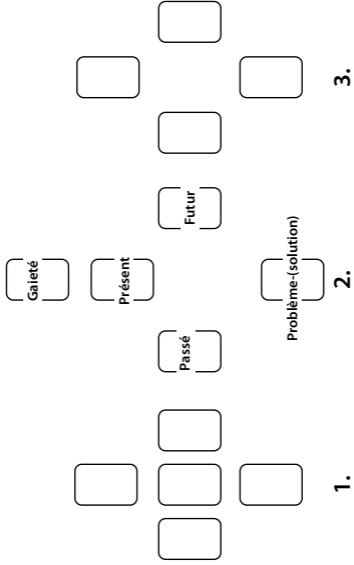 Gaieté
Présent
Passé
Futur
Problème-(solution)
1.
2.
3.